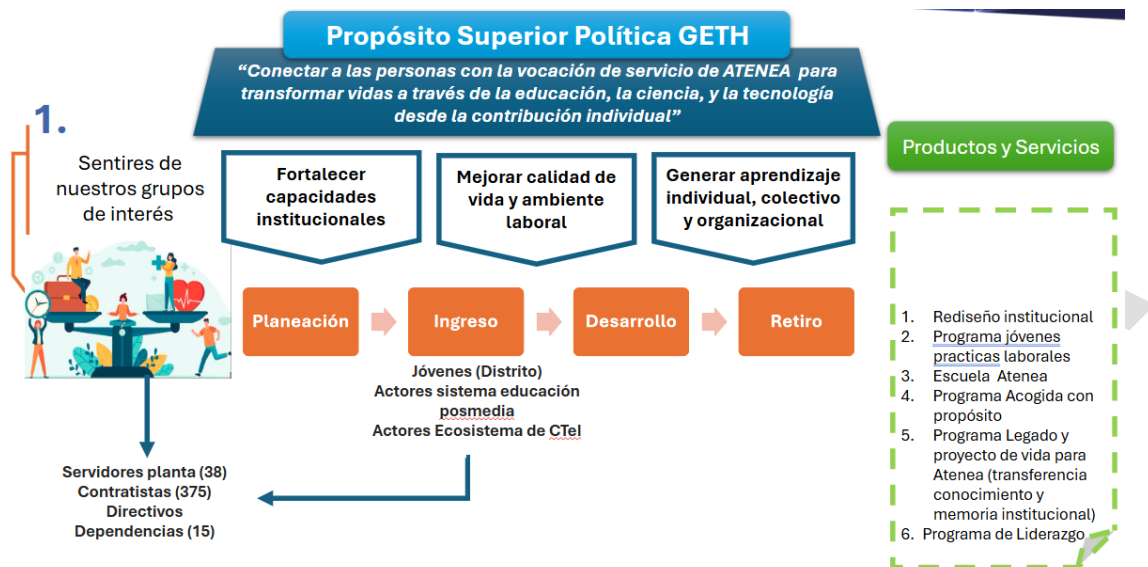 Propósito Superior Política GETH
“Conectar a las personas con la vocación de servicio de ATENEA para
transformar vidas a través de la educación, la ciencia, y la tecnología
desde la contribución individual”
1.
Sentires de
nuestros grupos
de interés
Fortalecer
capacidades
institucionales
Mejorar calidad de
vida y ambiente
laboral
Generar aprendizaje
individual, colectivo
y organizacional
Planeación
Ingreso
Desarrollo
Retiro
Jóvenes (Distrito)
Actores sistema educación
posmedia
Actores Ecosistema de CTeI
Servidores planta (38)
Contratistas (375)
Directivos
Dependencias (15)
Productos y Servicios
1. Rediseño institucional
2. Programa jóvenes
practicas laborales
3. Escuela Atenea
4. Programa Acogida con
propósito
5. Programa Legado y
proyecto de vida para
Atenea (transferencia
conocimiento y
memoria institucional)
6. Programa de Liderazgo